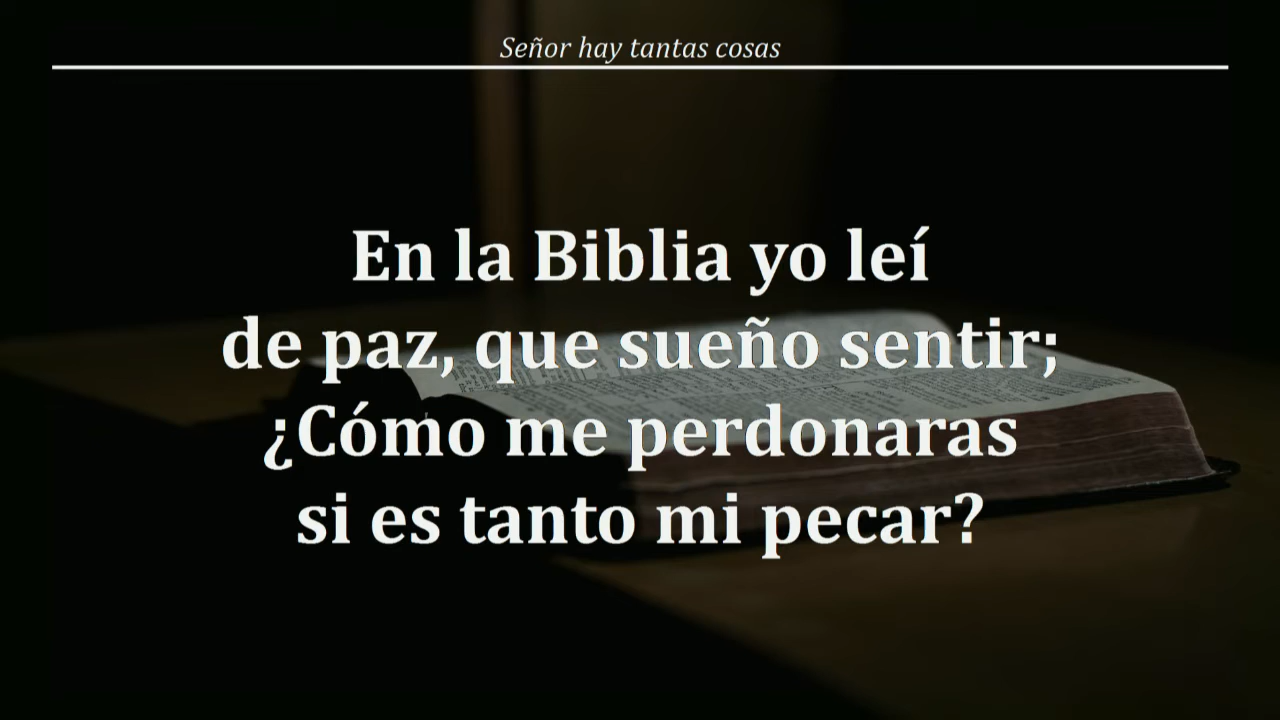 Señor hay tantas cosas
En la Biblia yo leí
de paz, que sueño sentir;
¿Cómo me perdonaras
si es tanto mi pecar?